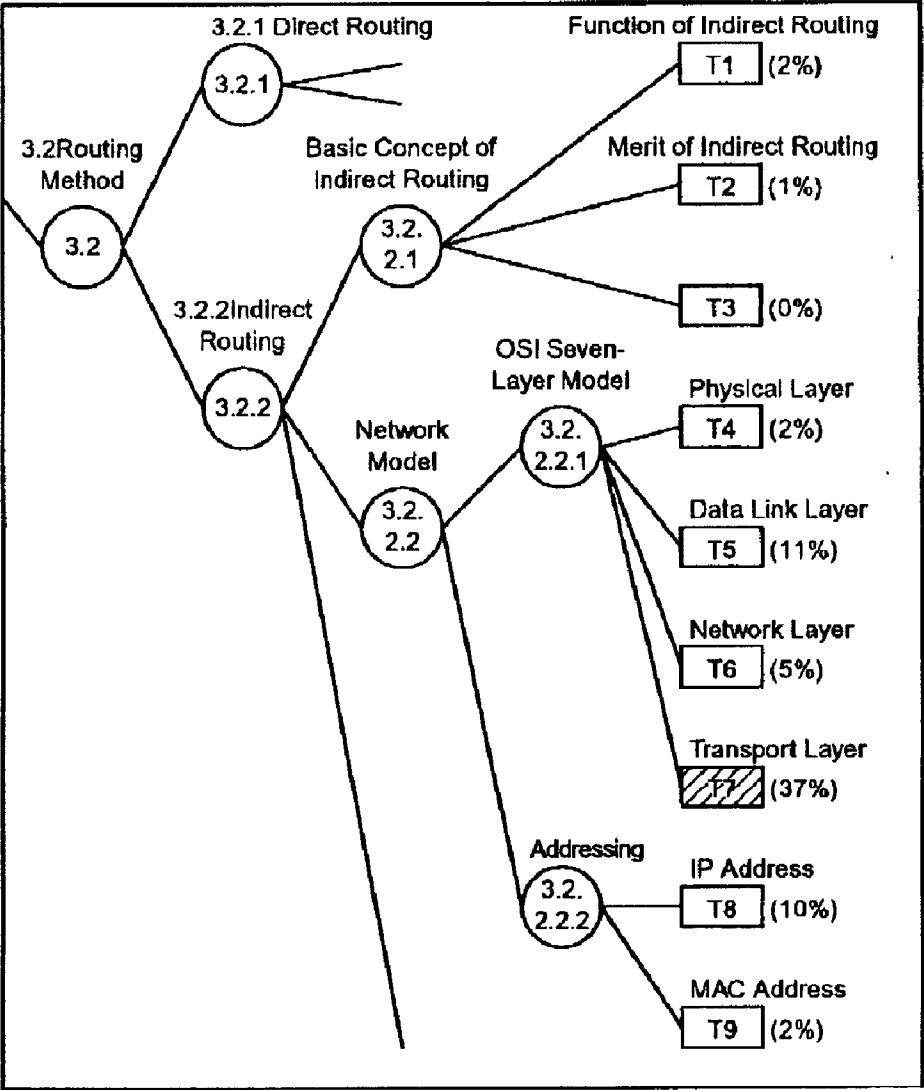 3.2.1 Direct Routing
3.2.1
3.2Routing
Method
3.2
3.2.2Indirect
Routing
3.2.2
Basic Concept of
Indirect Routing
3.2.
2.1
Function of Indirect Routing
T1 (2%)
Merit of Indirect Routing
T2 (1%)
T3 (0%)
Network
Model
3.2.
2.2
OSI Seven-
Layer Model
3.2.
2.2.1
Physical Layer
T4 (2%)
Data Link Layer
T5 (11%)
Network Layer
T6 (5%)
Transport Layer
T7 (37%)
Addressing
3.2.
2.2.2
IP Address
T8 (10%)
MAC Address
T9 (2%)